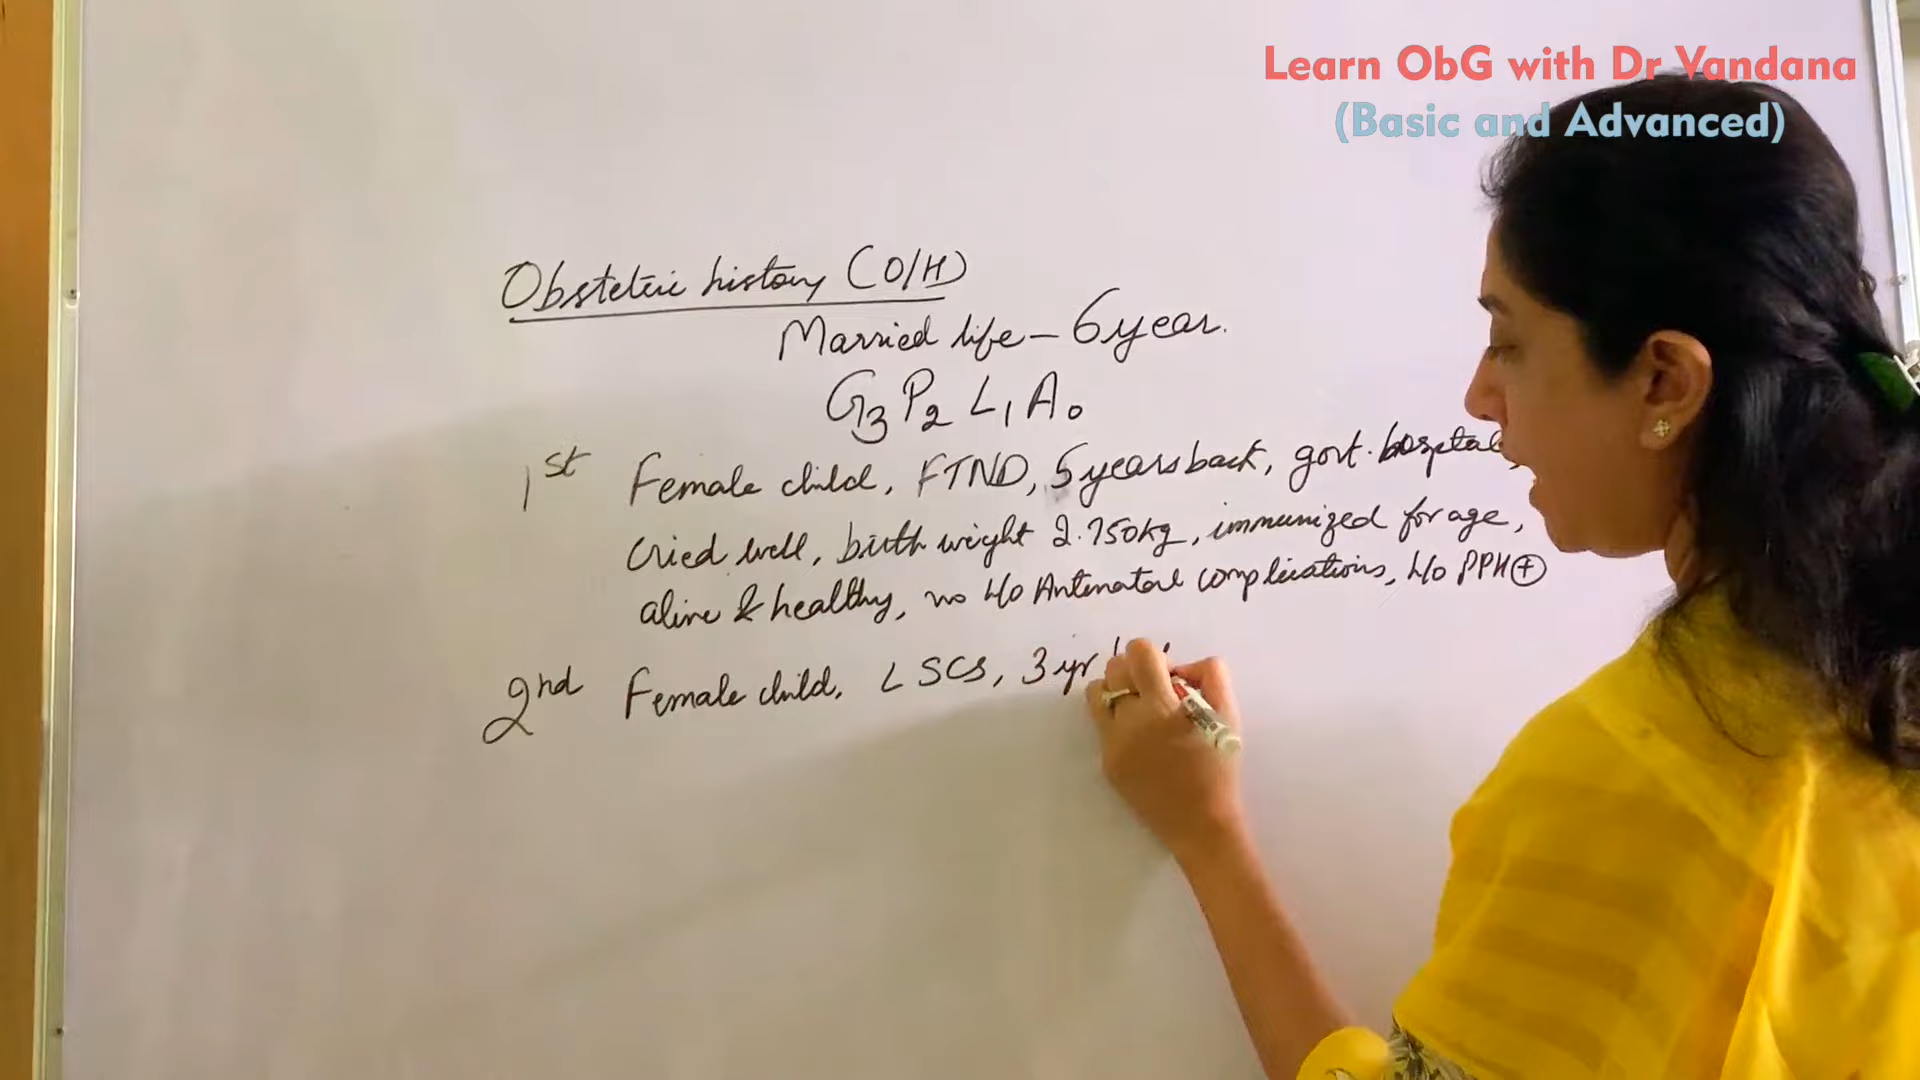 Learn ObG with Dr Vandana
(Basic and Advanced)
Obstetric history (O/H)
Married life - 6 year.
G3 P2 L1 A0
1st Female child, FTND, 5 years back, govt. hospital,
cried well, birth weight 2.750kg, immunized for age,
alive & healthy, no H/o Antenatal complications, H/o PPH ⊕
2nd Female child, LSCS, 3 yr